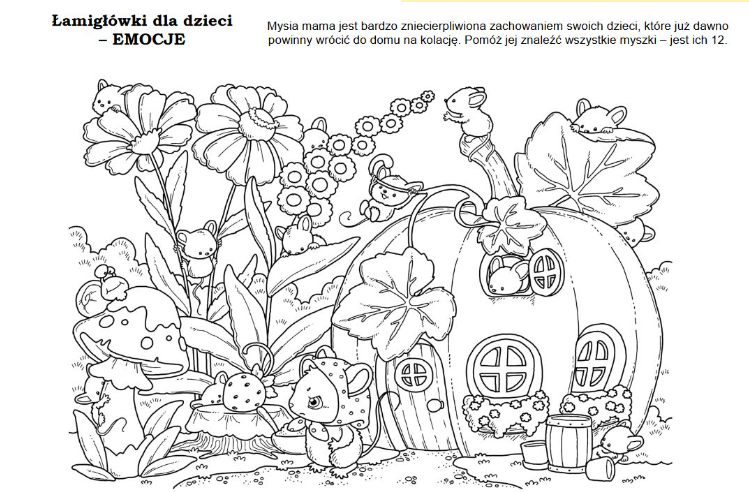 Łamigłówki dla dzieci
– EMOCJE
Mysia mama jest bardzo zniecierpliwiona zachowaniem swoich dzieci, które już dawno
powinny wrócić do domu na kolację. Pomóż jej znaleźć wszystkie myszki – jest ich 12.